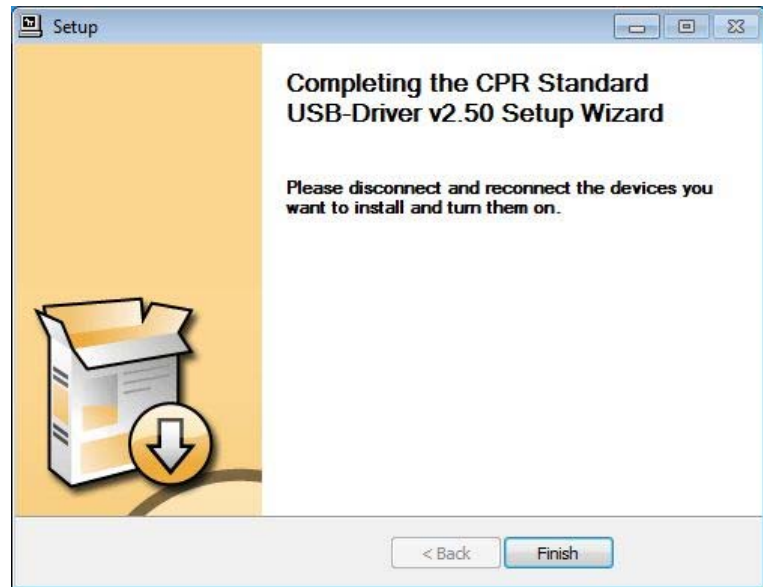 Setup
Completing the CPR Standard
USB-Driver v2.50 Setup Wizard
Please disconnect and reconnect the devices you
want to install and turn them on.
< Back
Finish